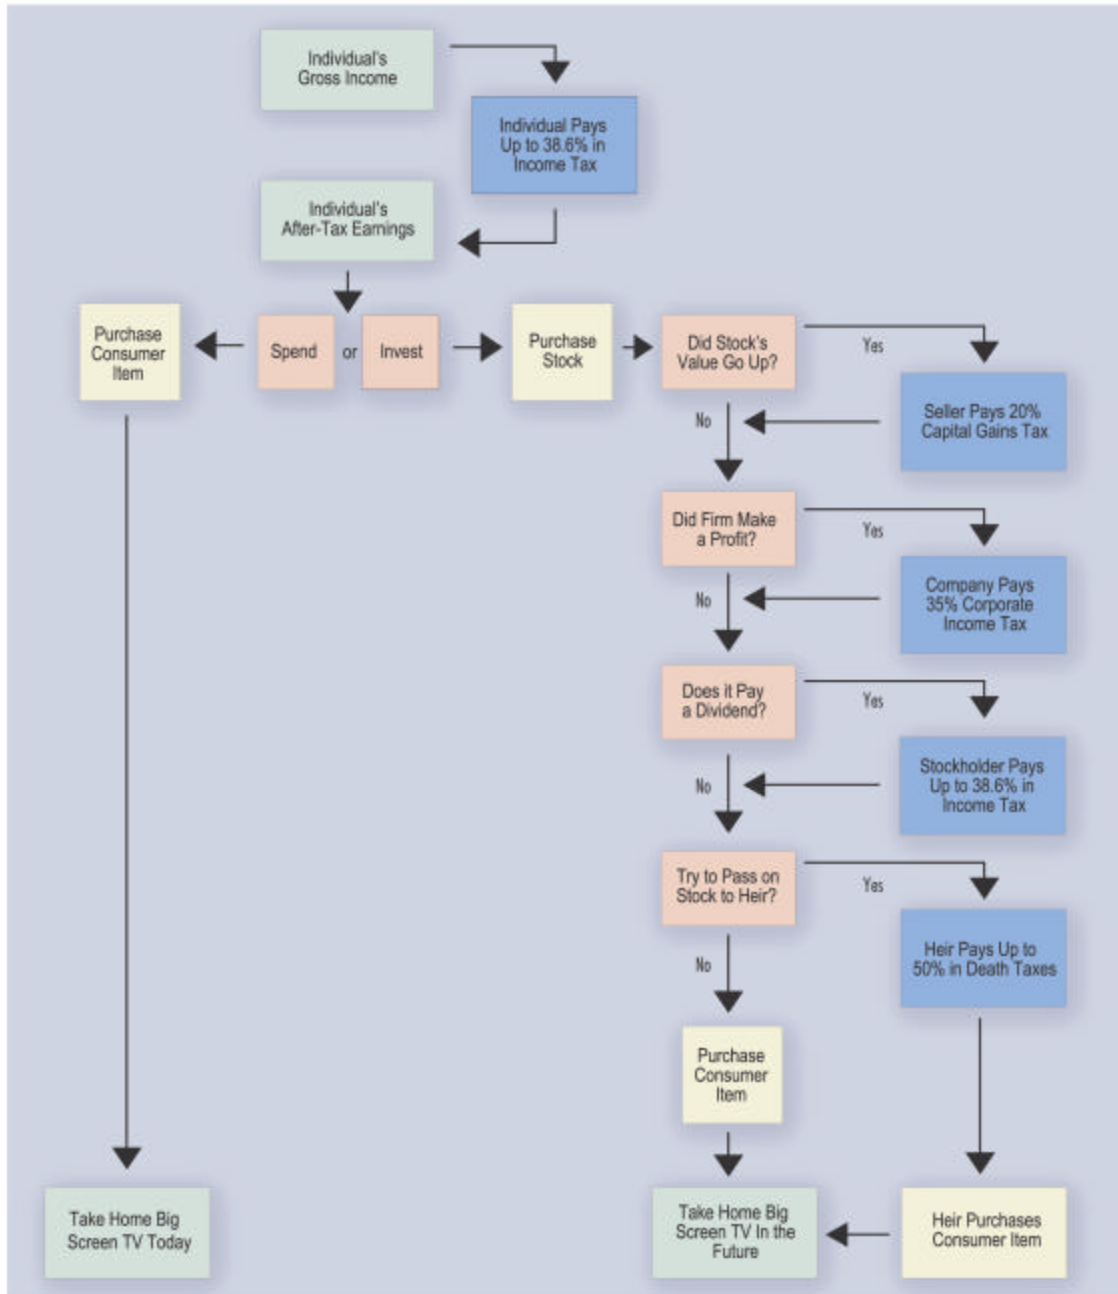 Individual's
Gross Income
Individual Pays
Up to 38.6% in
Income Tax
Individual's
After-Tax Earnings
Purchase
Consumer
Item
Spend
or
Invest
Purchase
Stock
Did Stock's
Value Go Up?
Yes
No
Seller Pays 20%
Capital Gains Tax
Did Firm Make
a Profit?
Yes
No
Company Pays
35% Corporate
Income Tax
Does it Pay
a Dividend?
Yes
No
Stockholder Pays
Up to 38.6% in
Income Tax
Try to Pass on
Stock to Heir?
Yes
No
Heir Pays Up to
50% in Death Taxes
Purchase
Consumer
Item
Take Home Big
Screen TV Today
Take Home Big
Screen TV In the
Future
Heir Purchases
Consumer Item